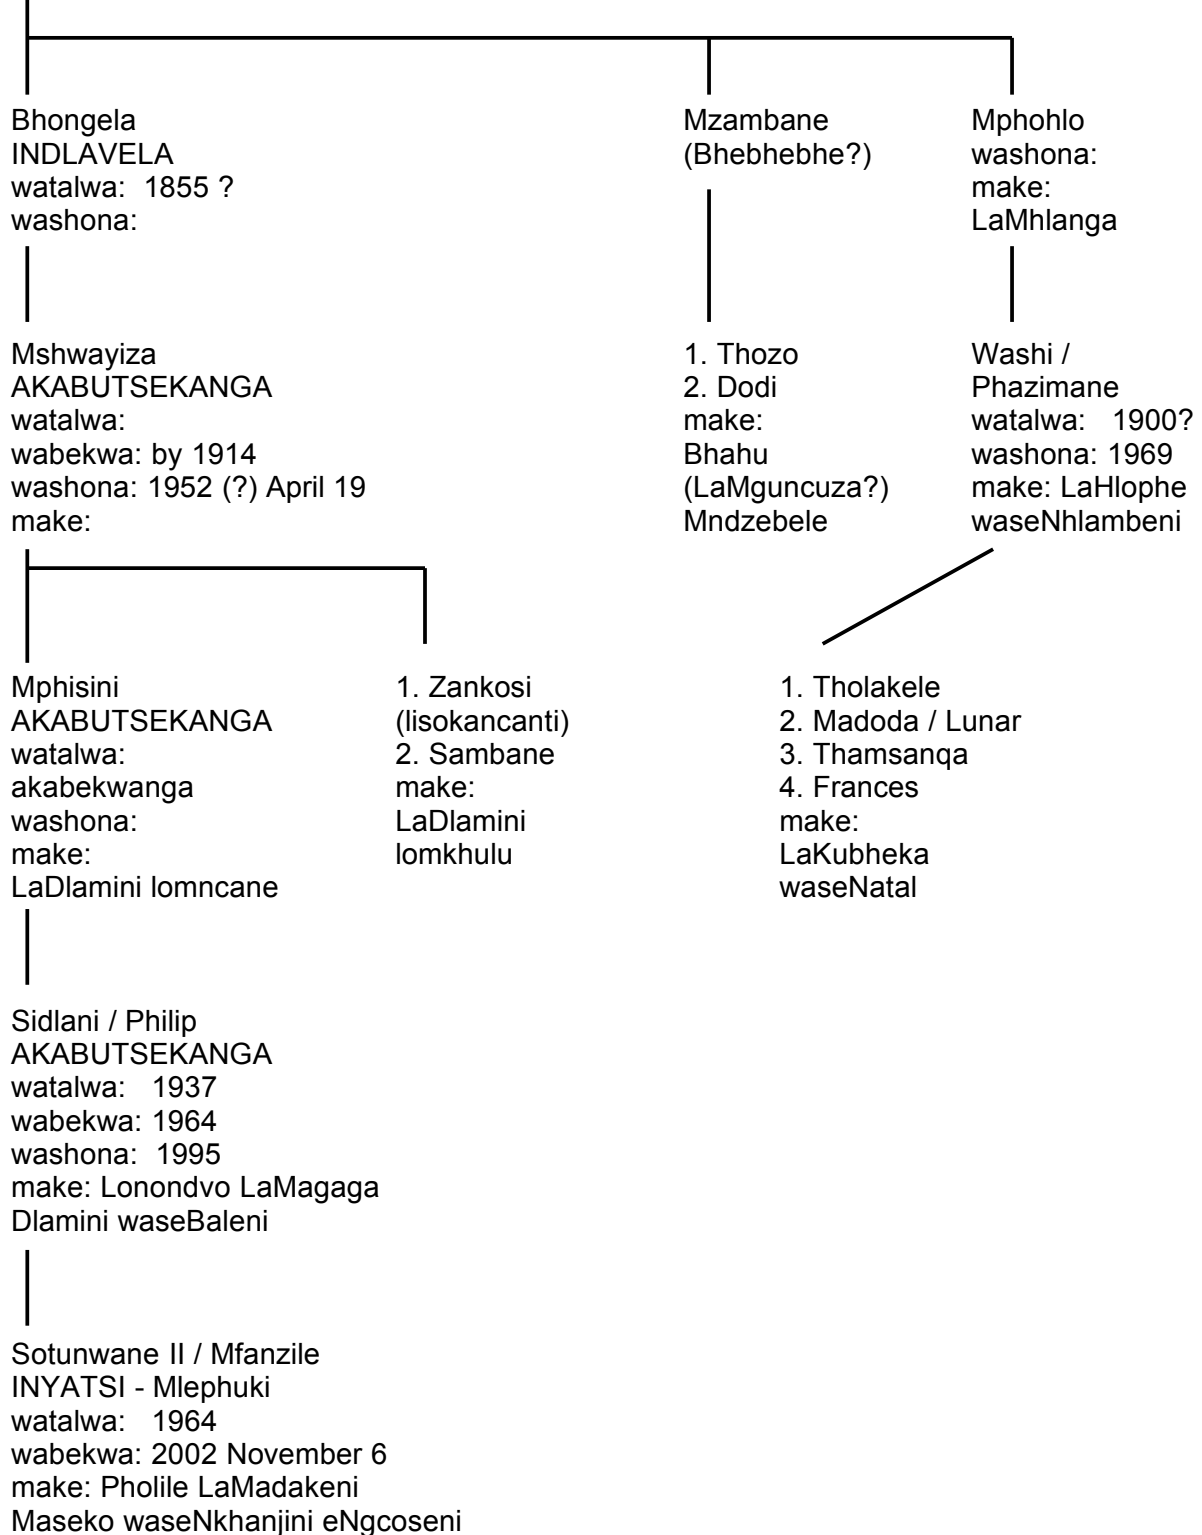 Bhongela
INDLAVELA
watalwa: 1855 ?
washona:
Mzambane
(Bhebhebhe?)
Mphohlo
washona:
make:
LaMhlanga
Mshwayiza
AKABUTSEKANGA
watalwa:
wabekwa: by 1914
washona: 1952 (?) April 19
make:
1. Thozo
2. Dodi
make:
Bhahu
(LaMguncuza?)
Mndzebele
Washi /
Phazimane
watalwa: 1900?
washona: 1969
make: LaHlophe
waseNhlambeni
Mphisini
AKABUTSEKANGA
watalwa:
akabekwanga
washona:
make:
LaDlamini lomncane
1. Zankosi
(lisokancanti)
2. Sambane
make:
LaDlamini
lomkhulu
1. Tholakele
2. Madoda / Lunar
3. Thamsanqa
4. Frances
make:
LaKubheka
waseNatal
Sidlani / Philip
AKABUTSEKANGA
watalwa: 1937
wabekwa: 1964
washona: 1995
make: Lonondvo LaMagaga
Dlamini waseBaleni
Sotunwane II / Mfanzile
INYATSI - Mlephuki
watalwa: 1964
wabekwa: 2002 November 6
make: Pholile LaMadakeni
Maseko waseNkhanjini eNgcoseni